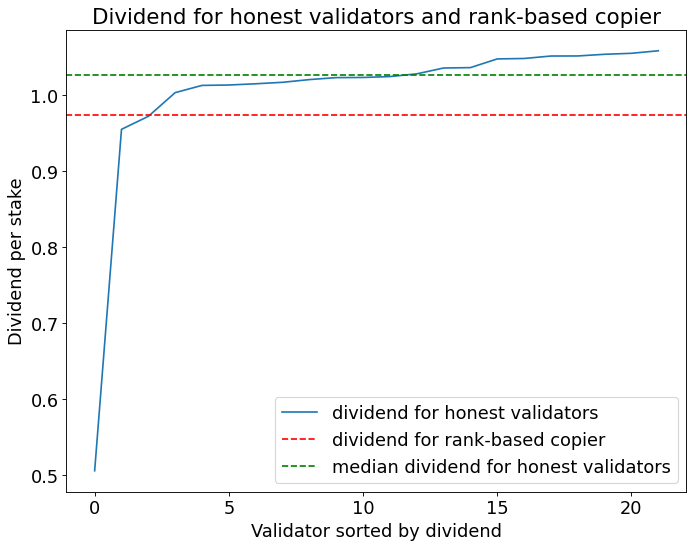 Dividend for honest validators and rank-based copier
Dividend per stake
1.0
0.9
0.8
0.7
0.6
0.5
dividend for honest validators
dividend for rank-based copier
median dividend for honest validators
0 5 10 15 20
Validator sorted by dividend